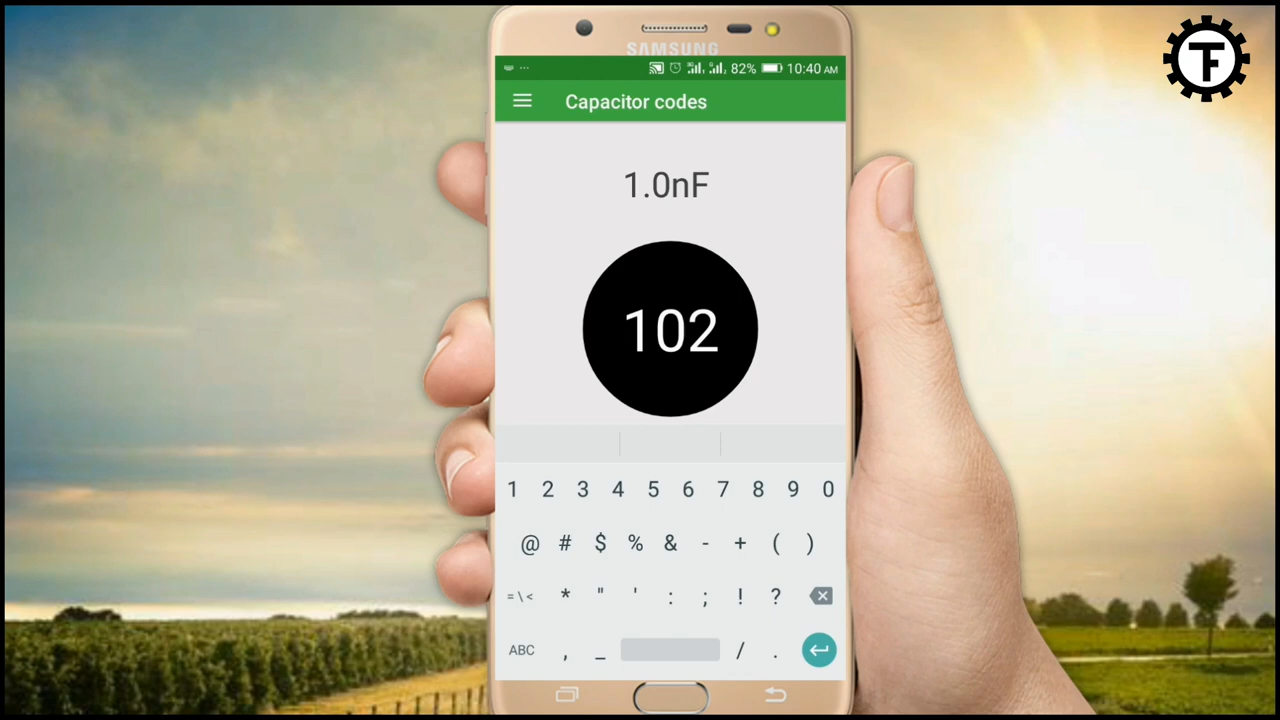 SAMSUNG
82% 10:40 AM
Capacitor codes
1.0nF
102
1 2 3 4 5 6 7 8 9 0
@ # $ % & - + ( )
= \ < * " ' : ; ! ?
ABC , _ / .
TF